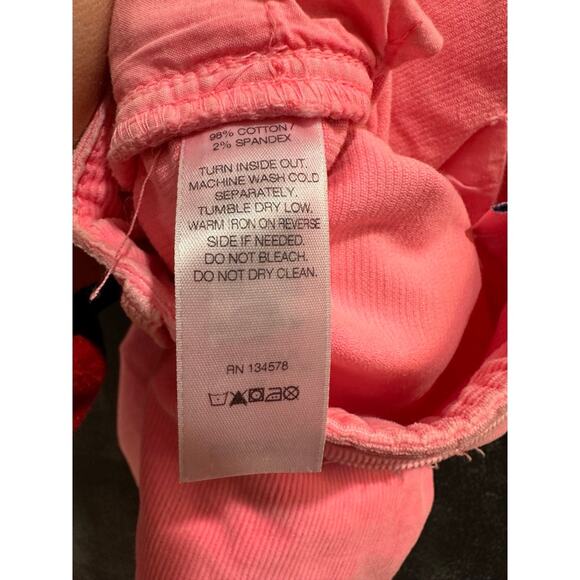 98% COTTON /
2% SPANDEX
TURN INSIDE OUT.
MACHINE WASH COLD
SEPARATELY.
TUMBLE DRY LOW.
WARM IRON ON REVERSE
SIDE IF NEEDED.
DO NOT BLEACH.
DO NOT DRY CLEAN.
RN 134578